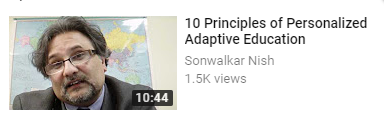 10 Principles of Personalized
Adaptive Education
Sonwalkar Nish
1.5K views
10:44